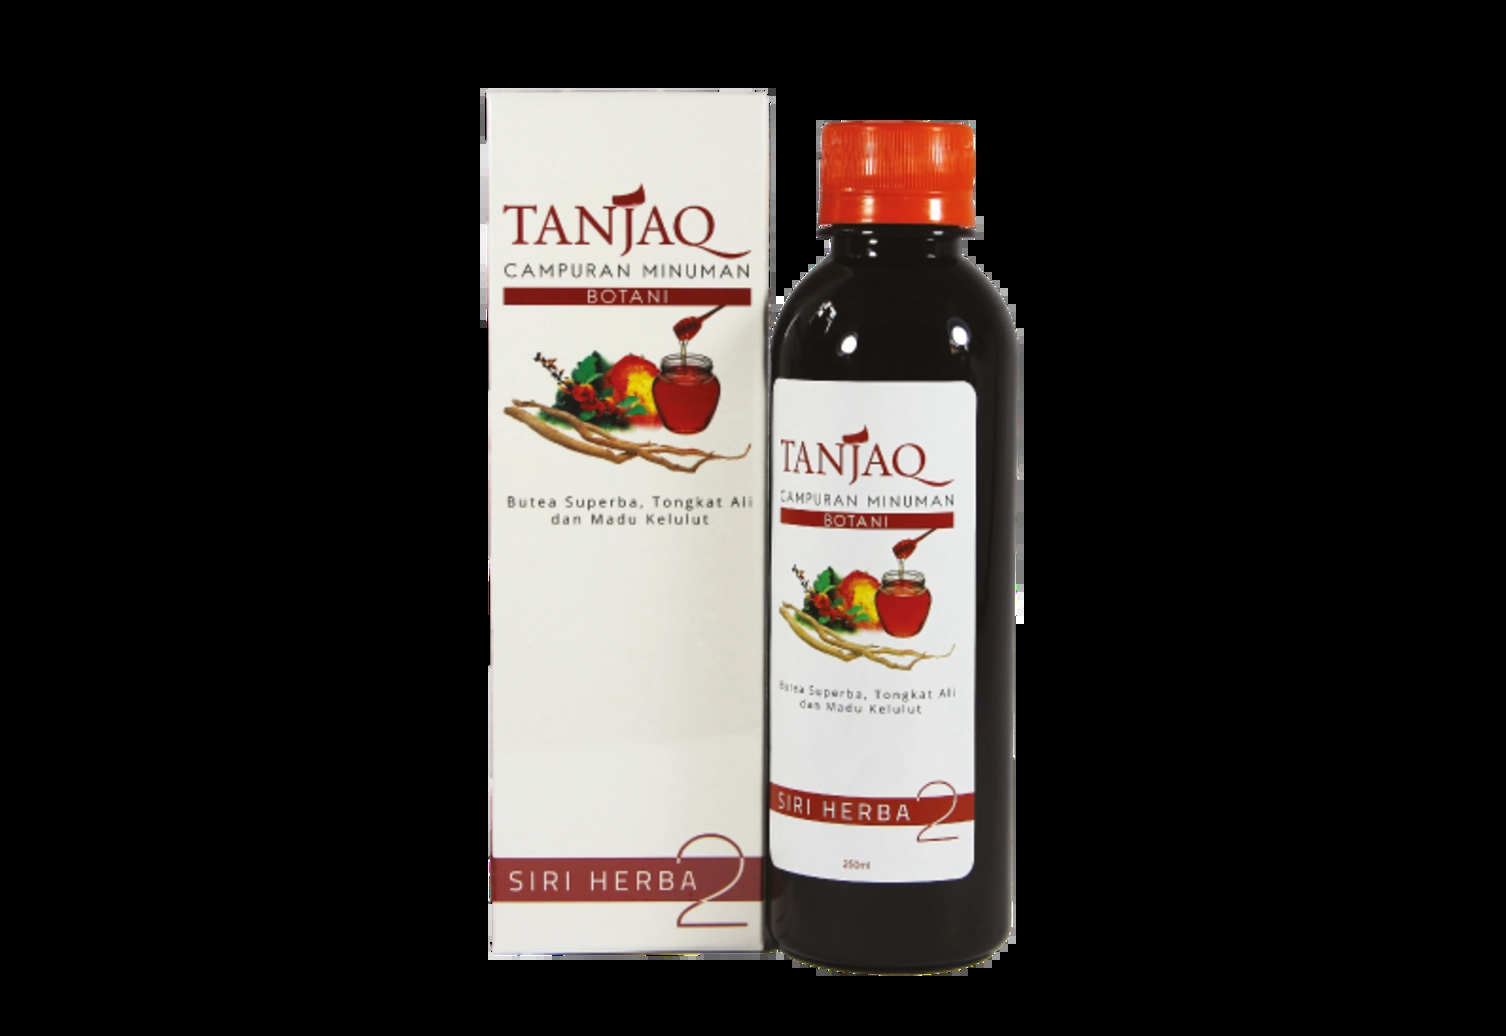 TANJAQ
CAMPURAN MINUMAN
BOTANI
Butea Superba, Tongkat Ali
dan Madu Kelulut
SIRI HERBA 2
TANJAQ
CAMPURAN MINUMAN
BOTANI
Butea Superba, Tongkat Ali
dan Madu Kelulut
SIRI HERBA 2
250ml